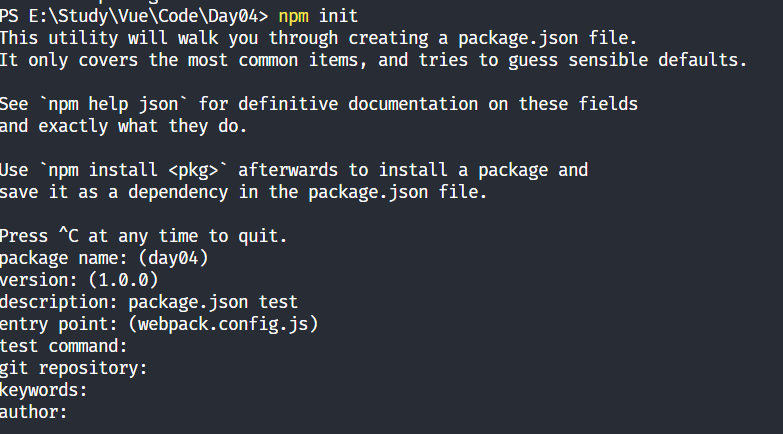 PS E:\Study\Vue\Code\Day04> npm init
This utility will walk you through creating a package.json file.
It only covers the most common items, and tries to guess sensible defaults.
See `npm help json` for definitive documentation on these fields
and exactly what they do.
Use `npm install <pkg>` afterwards to install a package and
save it as a dependency in the package.json file.
Press ^C at any time to quit.
package name: (day04)
version: (1.0.0)
description: package.json test
entry point: (webpack.config.js)
test command:
git repository:
keywords:
author: